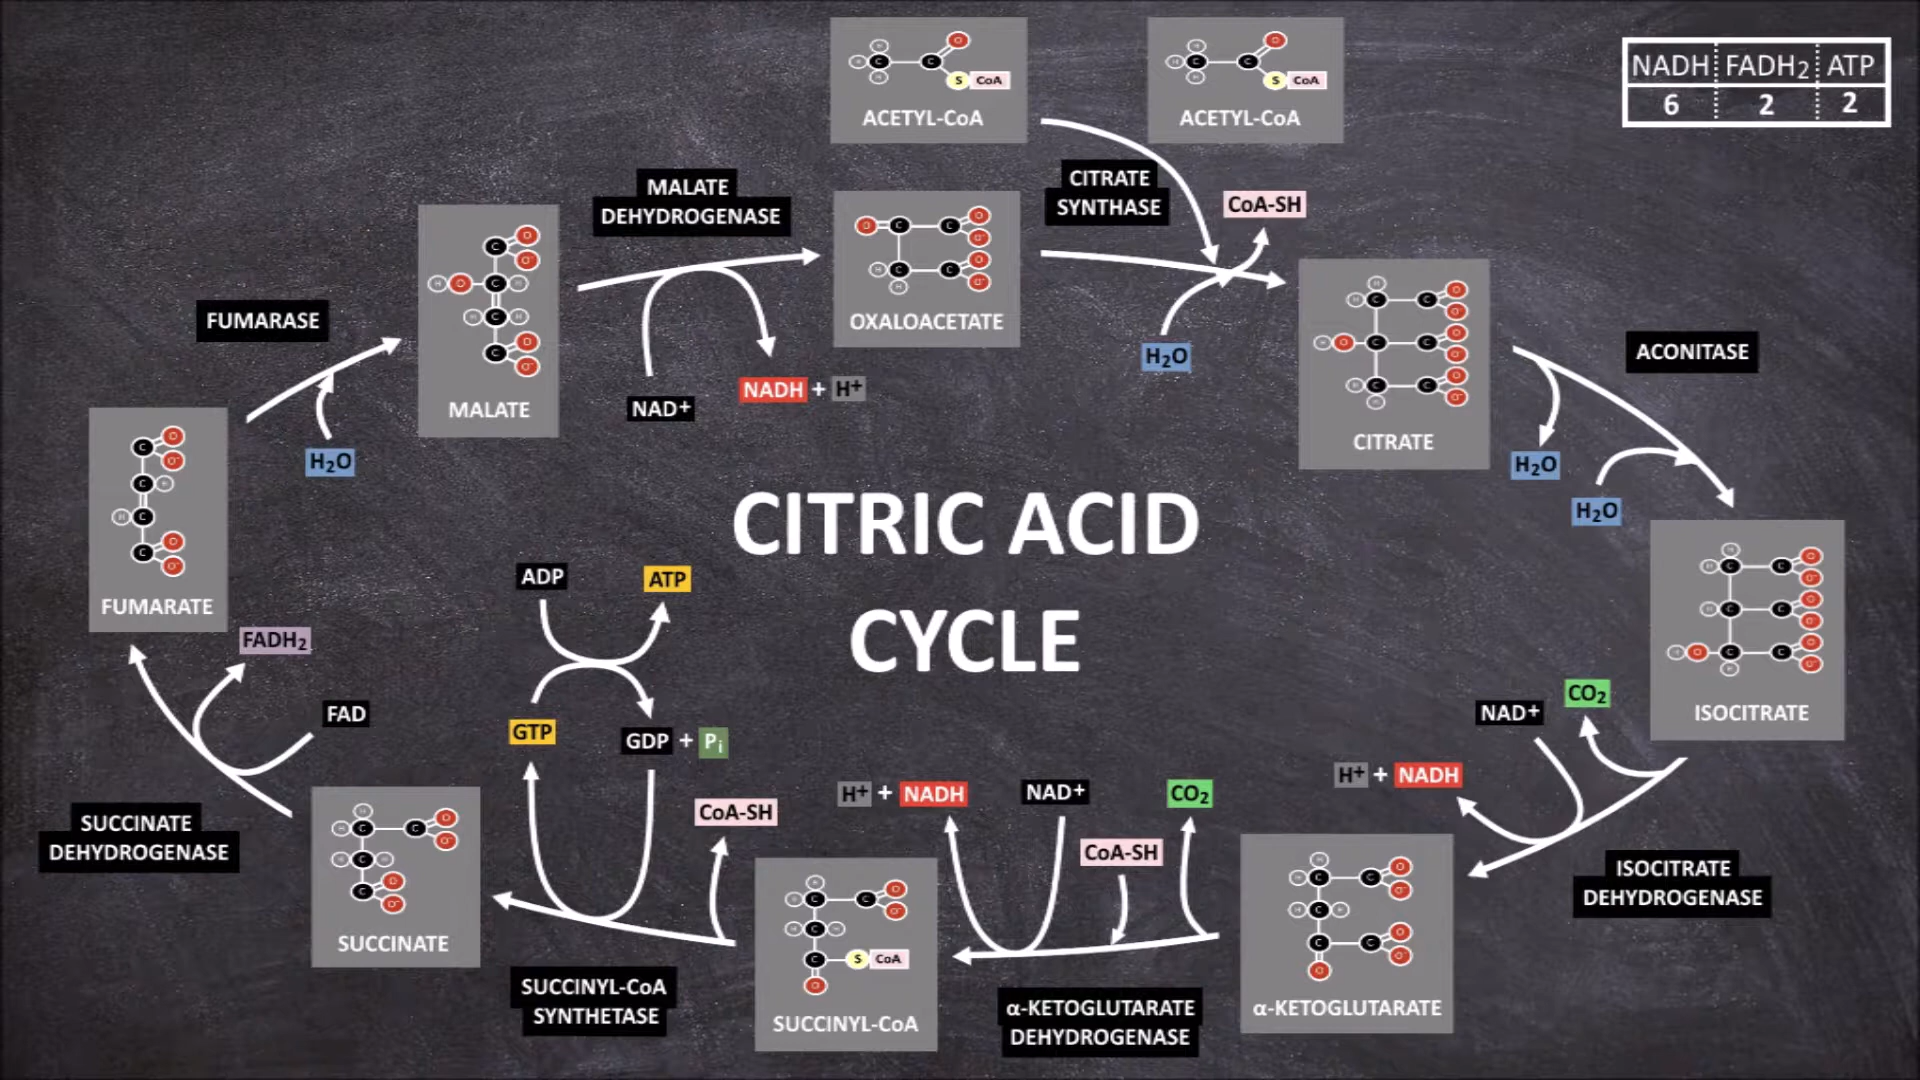 ACETYL-CoA
ACETYL-CoA
NADH FADH₂ ATP
6 2 2
MALATE
DEHYDROGENASE
CITRATE
SYNTHASE
CoA-SH
OXALOACETATE
H₂O
NAD+
NADH + H⁺
FUMARASE
MALATE
H₂O
CITRATE
ACONITASE
H₂O
H₂O
CITRIC ACID
CYCLE
FUMARATE
FADH₂
FAD
ADP
ATP
GTP
GDP + Pᵢ
ISOCITRATE
CO₂
NAD+
H⁺ + NADH
ISOCITRATE
DEHYDROGENASE
SUCCINATE
DEHYDROGENASE
SUCCINATE
CoA-SH
H⁺ + NADH
NAD+
CoA-SH
CO₂
SUCCINYL-CoA
SYNTHETASE
SUCCINYL-CoA
α-KETOGLUTARATE
DEHYDROGENASE
α-KETOGLUTARATE